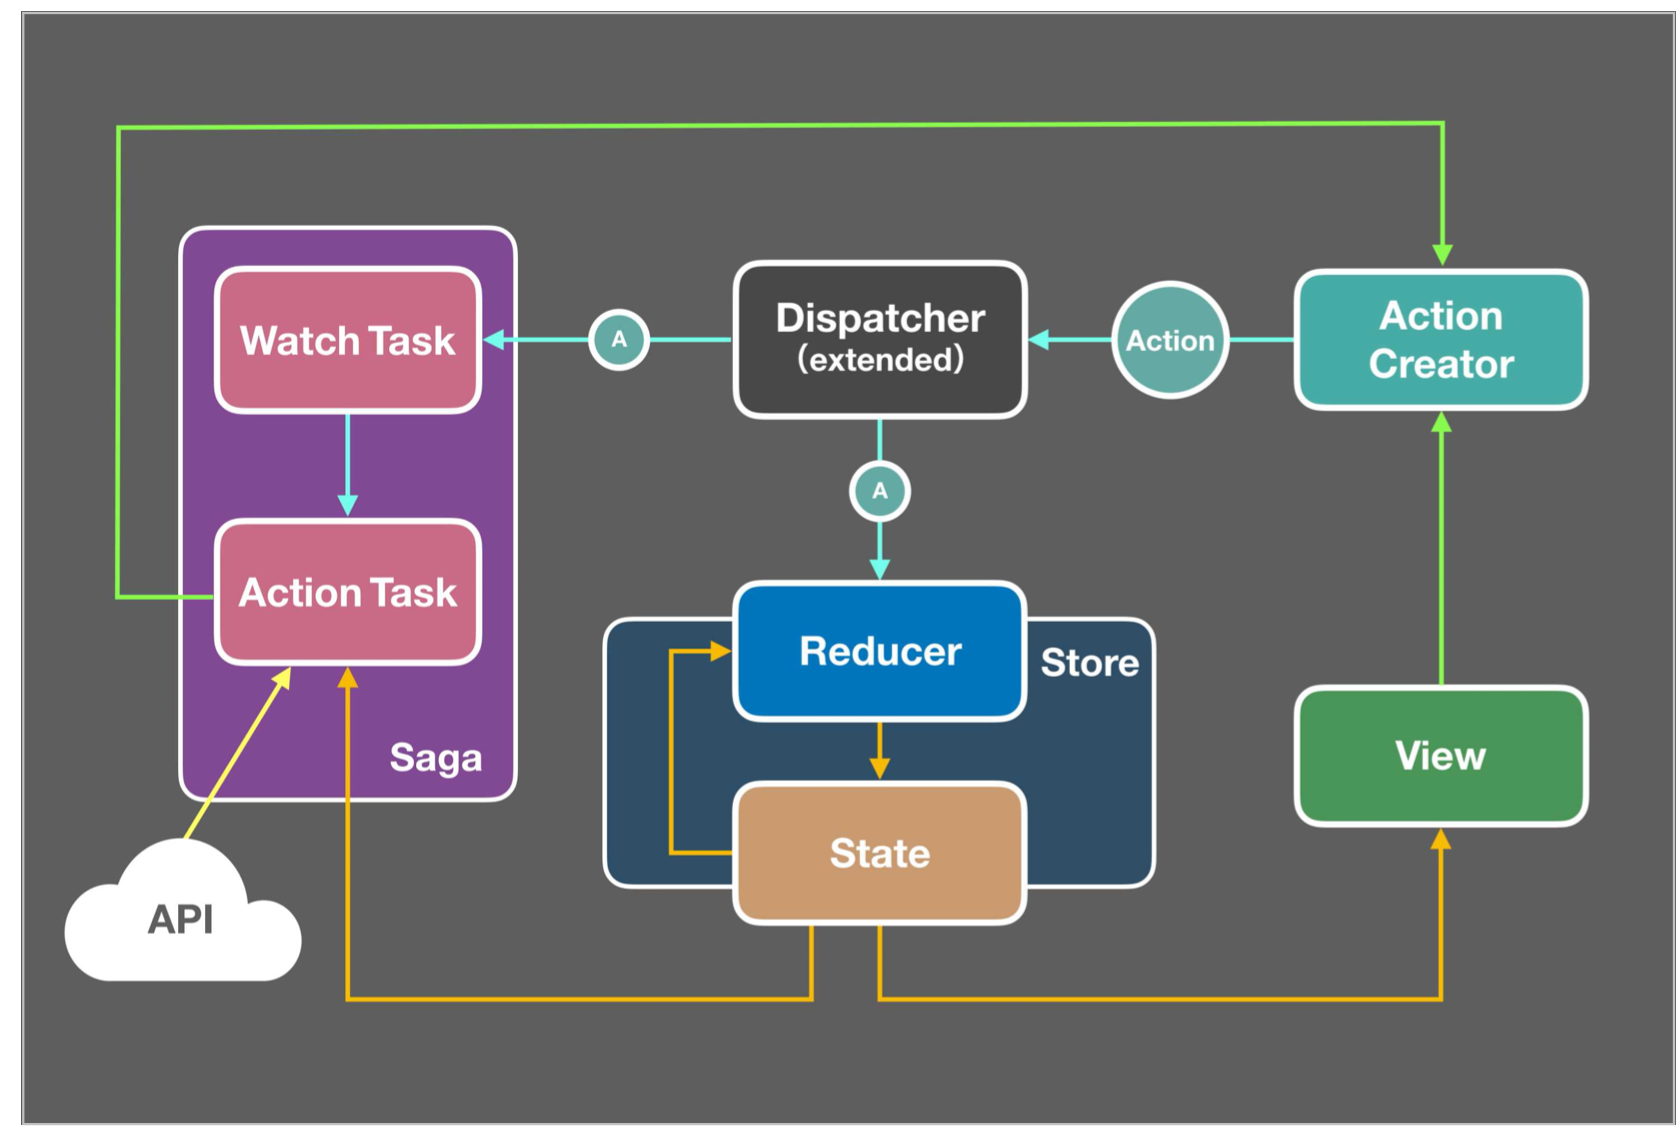 Watch Task
A
Dispatcher
(extended)
Action
Action
Creator
A
Action Task
Reducer
Store
Saga
View
State
API